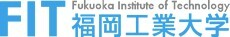 FIT Fukuoka Institute of Technology
福岡工業大学